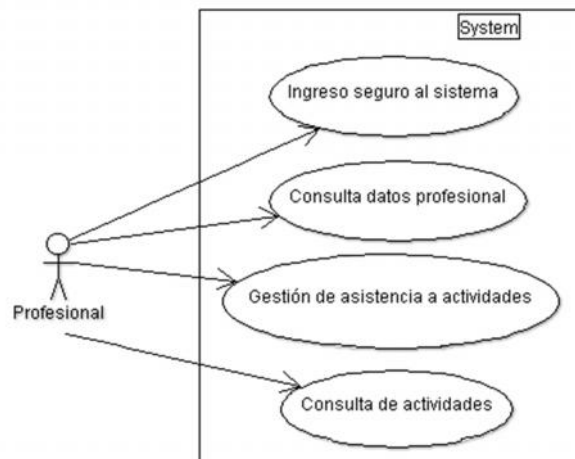 System
Ingreso seguro al sistema
Consulta datos profesional
Gestión de asistencia a actividades
Profesional
Consulta de actividades